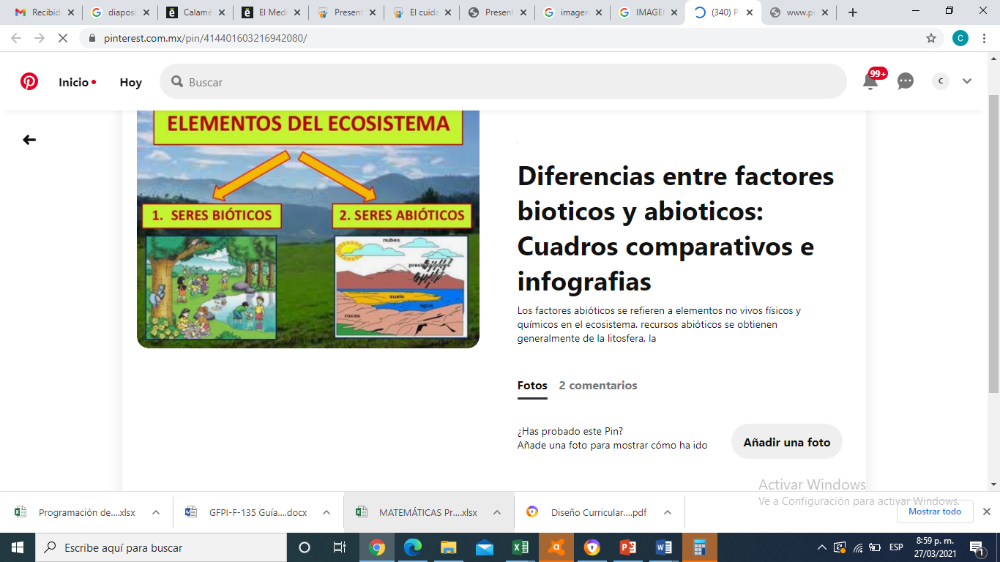 Recibid
diaposi
Calamé
El Medi
Present
El cuida
Present
imagen
IMAGEI
(340) P
www.pi
pinterest.com.mx/pin/414401603216942080/
C
Inicio
Hoy
Buscar
99+
C
ELEMENTOS DEL ECOSISTEMA
1. SERES BIÓTICOS
2. SERES ABIÓTICOS
nubes
precipitaciones
suelo
agua
rocas
Diferencias entre factores
bioticos y abioticos:
Cuadros comparativos e
infografias
Los factores abióticos se refieren a elementos no vivos físicos y
químicos en el ecosistema. recursos abióticos se obtienen
generalmente de la litosfera, la
Fotos 2 comentarios
¿Has probado este Pin?
Añade una foto para mostrar cómo ha ido
Añadir una foto
Activar Windows
Ve a Configuración para activar Windows.
Programación de....xlsx
GFPI-F-135 Guía....docx
MATEMÁTICAS Pr....xlsx
Diseño Curricular....pdf
Mostrar todo
Escribe aquí para buscar
ESP
8:59 p. m.
27/03/2021
1